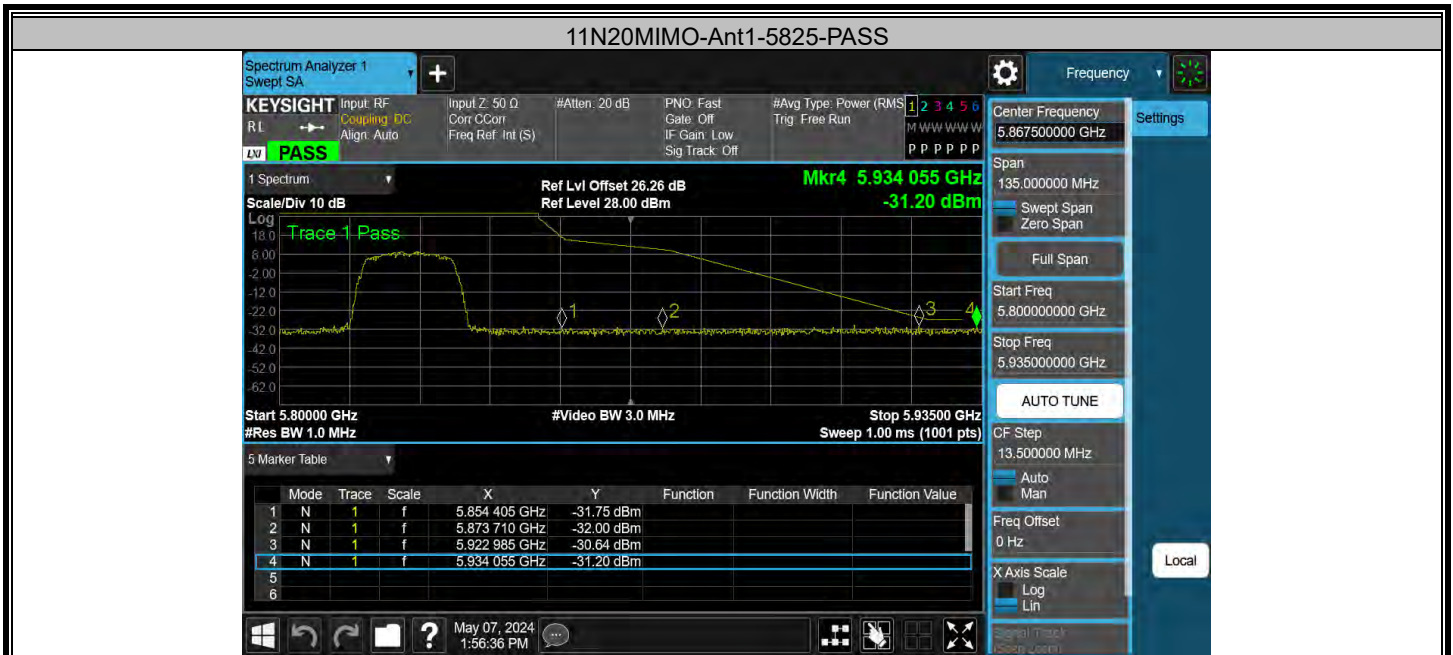 11N20MIMO-Ant1-5825-PASS
Spectrum Analyzer 1
Swept SA
Frequency
KEYSIGHT
RL
LXI
PASS
Input: RF
Coupling: DC
Align: Auto
Input Z: 50 Ω
Corr CCorr
Freq Ref: Int (S)
#Atten: 20 dB
PNO: Fast
Gate: Off
IF Gain: Low
Sig Track: Off
#Avg Type: Power (RMS
Trig: Free Run
1 2 3 4 5 6
M W W W W W
P P P P P P
1 Spectrum
Scale/Div 10 dB
Ref Lvl Offset 26.26 dB
Ref Level 28.00 dBm
Mkr4 5.934 055 GHz
-31.20 dBm
Log
Trace 1 Pass
18.0
8.00
-2.00
-12.0
-22.0
-32.0
-42.0
-52.0
-62.0
1
2
3
4
Start 5.80000 GHz
#Res BW 1.0 MHz
#Video BW 3.0 MHz
Stop 5.93500 GHz
Sweep 1.00 ms (1001 pts)
5 Marker Table
Mode Trace Scale X Y Function Function Width Function Value
1 N 1 f 5.854 405 GHz -31.75 dBm
2 N 1 f 5.873 710 GHz -32.00 dBm
3 N 1 f 5.922 985 GHz -30.64 dBm
4 N 1 f 5.934 055 GHz -31.20 dBm
5
6
May 07, 2024
1:56:36 PM
Center Frequency
5.867500000 GHz
Settings
Span
135.000000 MHz
Swept Span
Zero Span
Full Span
Start Freq
5.800000000 GHz
Stop Freq
5.935000000 GHz
AUTO TUNE
CF Step
13.500000 MHz
Auto
Man
Freq Offset
0 Hz
X Axis Scale
Log
Lin
Local
Signal Track
(Span Zoom)